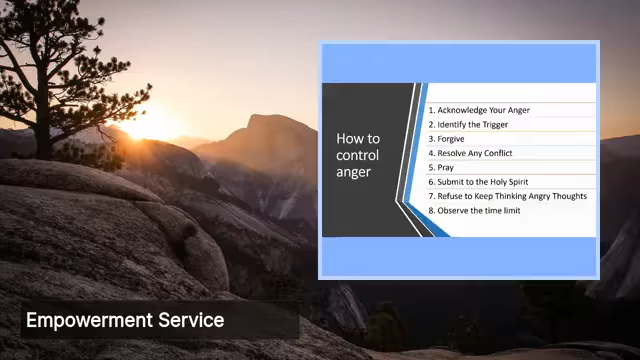 How to
control
anger
1. Acknowledge Your Anger
2. Identify the Trigger
3. Forgive
4. Resolve Any Conflict
5. Pray
6. Submit to the Holy Spirit
7. Refuse to Keep Thinking Angry Thoughts
8. Observe the time limit
Empowerment Service